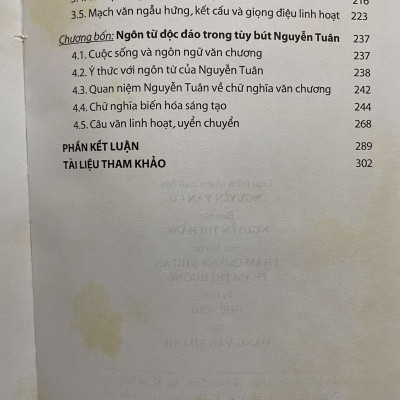 216
3.5. Mạch văn ngẫu hứng, kết cấu và giọng điệu linh hoạt 223
Chương bốn: Ngôn từ độc đáo trong tùy bút Nguyễn Tuân 237
4.1. Cuộc sống và ngôn ngữ văn chương 237
4.2. Ý thức với ngôn từ của Nguyễn Tuân 238
4.3. Quan niệm Nguyễn Tuân về chữ nghĩa văn chương 242
4.4. Chữ nghĩa biến hóa sáng tạo 244
4.5. Câu văn linh hoạt, uyển chuyển 268
PHẦN KẾT LUẬN 289
TÀI LIỆU THAM KHẢO 302